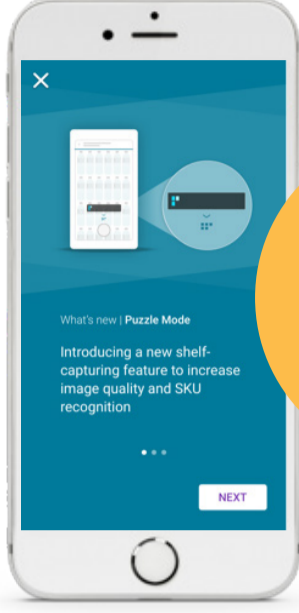 What's new | Puzzle Mode
Introducing a new shelf-
capturing feature to increase
image quality and SKU
recognition
NEXT